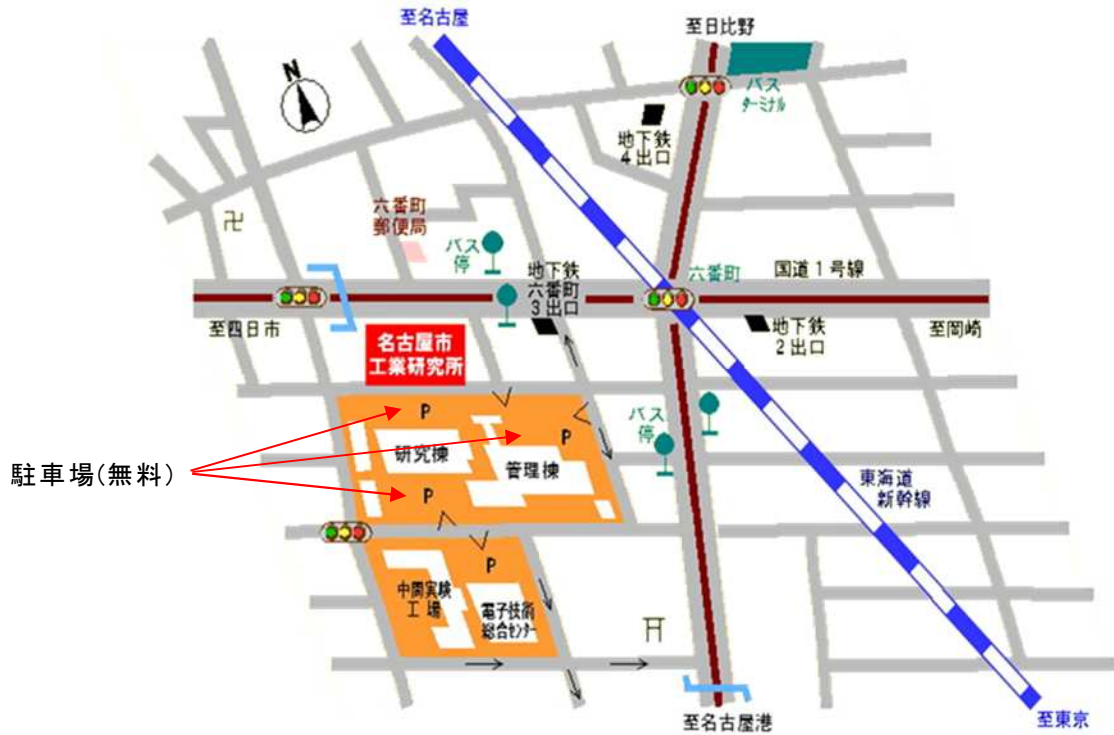 至名古屋
至日比野
N
バス
ターミナル
地下鉄
4出口
六番町
郵便局
卍
バス
停
地下鉄
六番町
3出口
六番町
国道1号線
至四日市
地下鉄
2出口
至岡崎
名古屋市
工業研究所
P
P
研究棟
管理棟
バス
停
駐車場(無料)
P
東海道
新幹線
P
中間実験
工場
電子技術
総合センター
至名古屋港
至東京